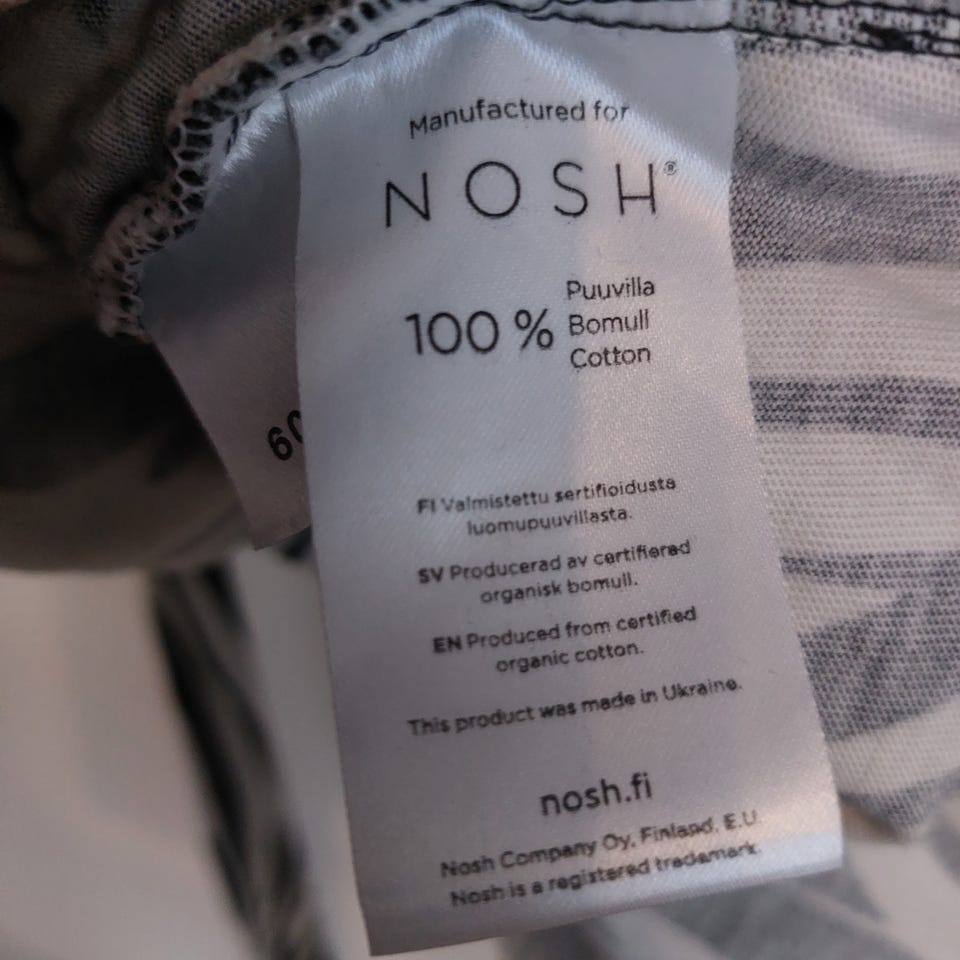 Manufactured for
NOSH®
100 %
Puuvilla
Bomull
Cotton
60
FI Valmistettu sertifioidusta
luomupuuvillasta.
SV Producerad av certifierad
organisk bomull.
EN Produced from certified
organic cotton.
This product was made in Ukraine.
nosh.fi
Nosh Company Oy, Finland, E.U.
Nosh is a registered trademark.